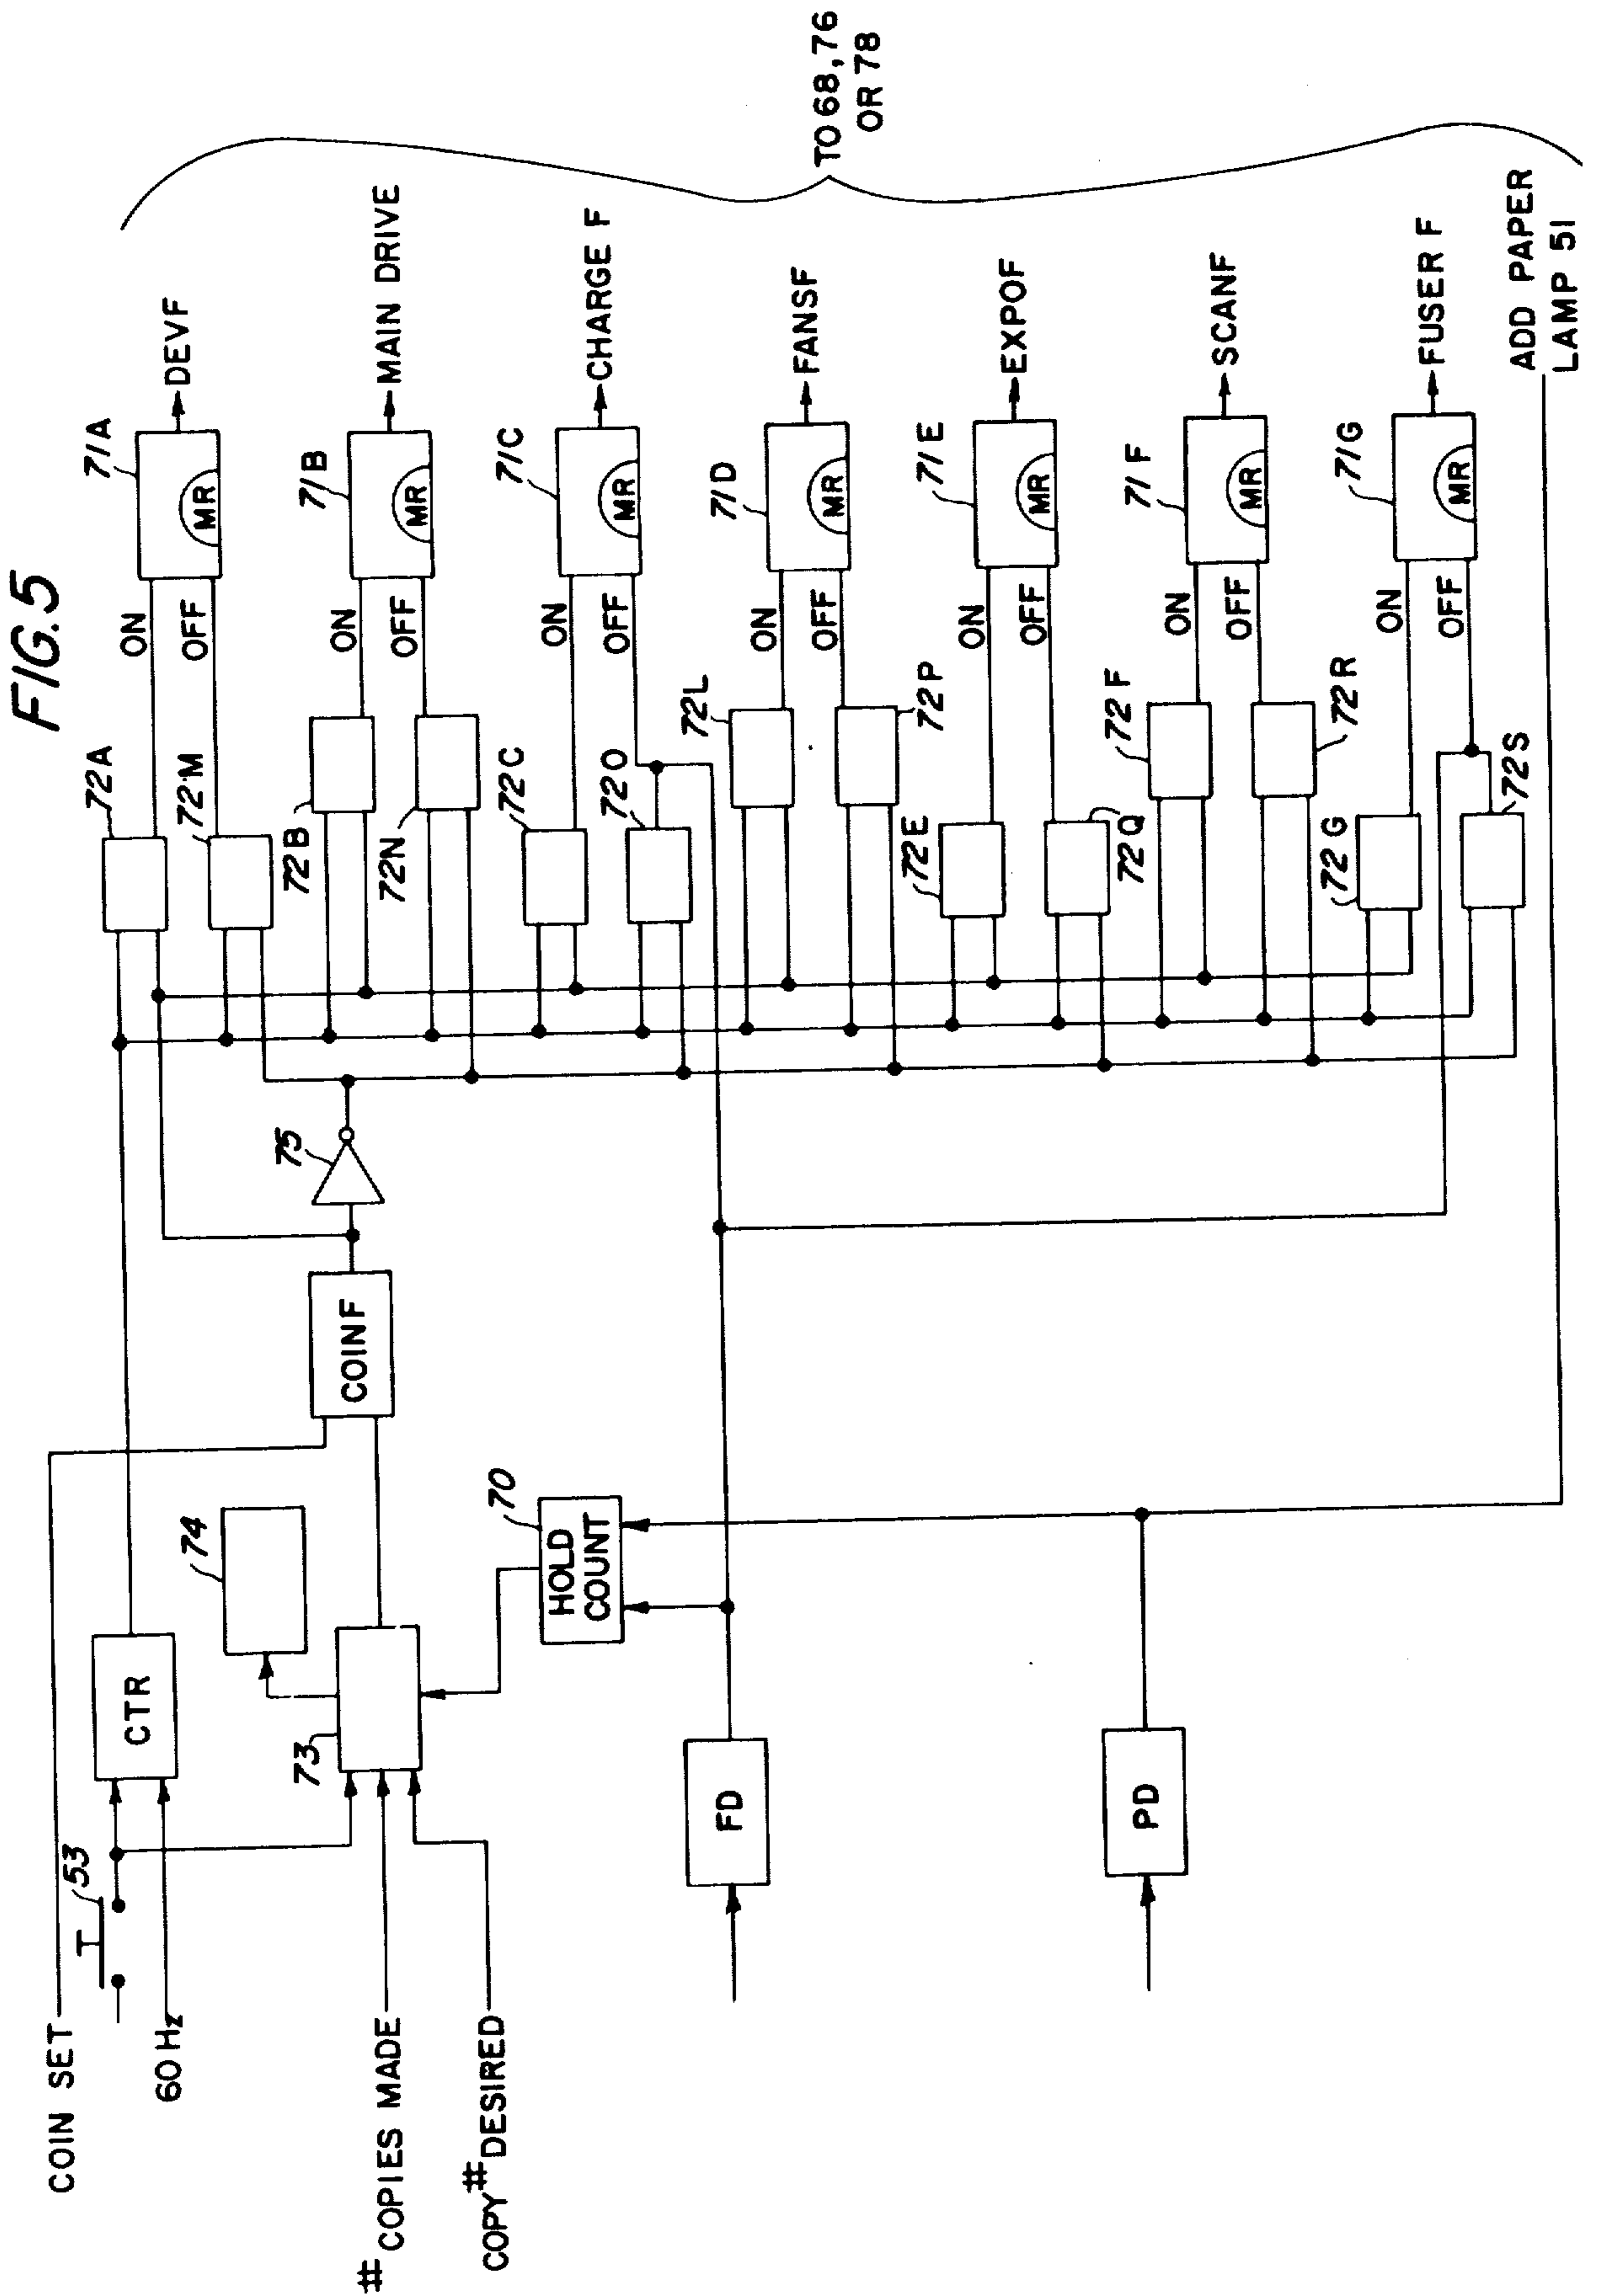 FIG. 5
COIN SET
53
60 Hz
CTR
74
73
# COPIES MADE
COPY # DESIRED
COINF
75
70
HOLD
COUNT
FD
PD
72A
72M
72B
72N
72C
72O
72L
72P
72E
72Q
72F
72R
72G
72S
ON
OFF
71A
MR
DEVF
ON
OFF
71B
MR
MAIN DRIVE
ON
OFF
71C
MR
CHARGE F
ON
OFF
71D
MR
FANSF
ON
OFF
71E
MR
EXPOF
ON
OFF
71F
MR
SCANF
ON
OFF
71G
MR
FUSER F
ADD PAPER
LAMP 51
TO 68, 76
OR 78